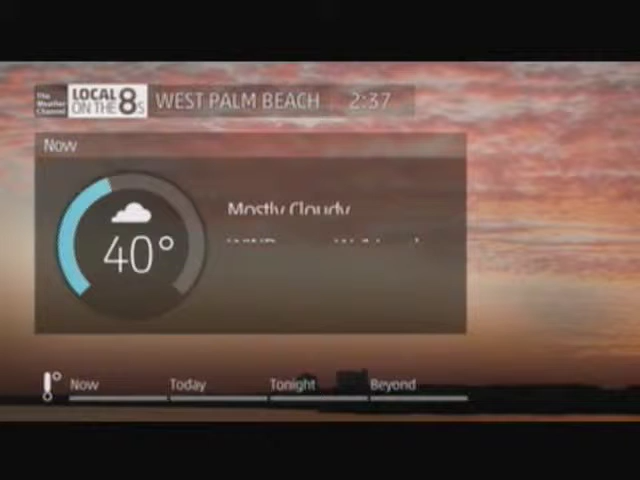 The
Weather
Channel
LOCAL
ON THE 8s
WEST PALM BEACH 2:37
Now
40°
Mostly Cloudy
Now Today Tonight Beyond